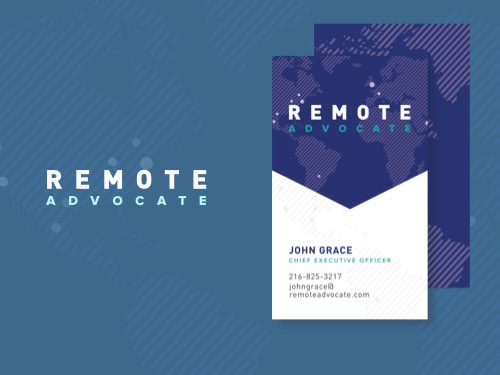 REMOTE
ADVOCATE
REMOTE
ADVOCATE
JOHN GRACE
CHIEF EXECUTIVE OFFICER
216-825-3217
johngrace@
remoteadvocate.com